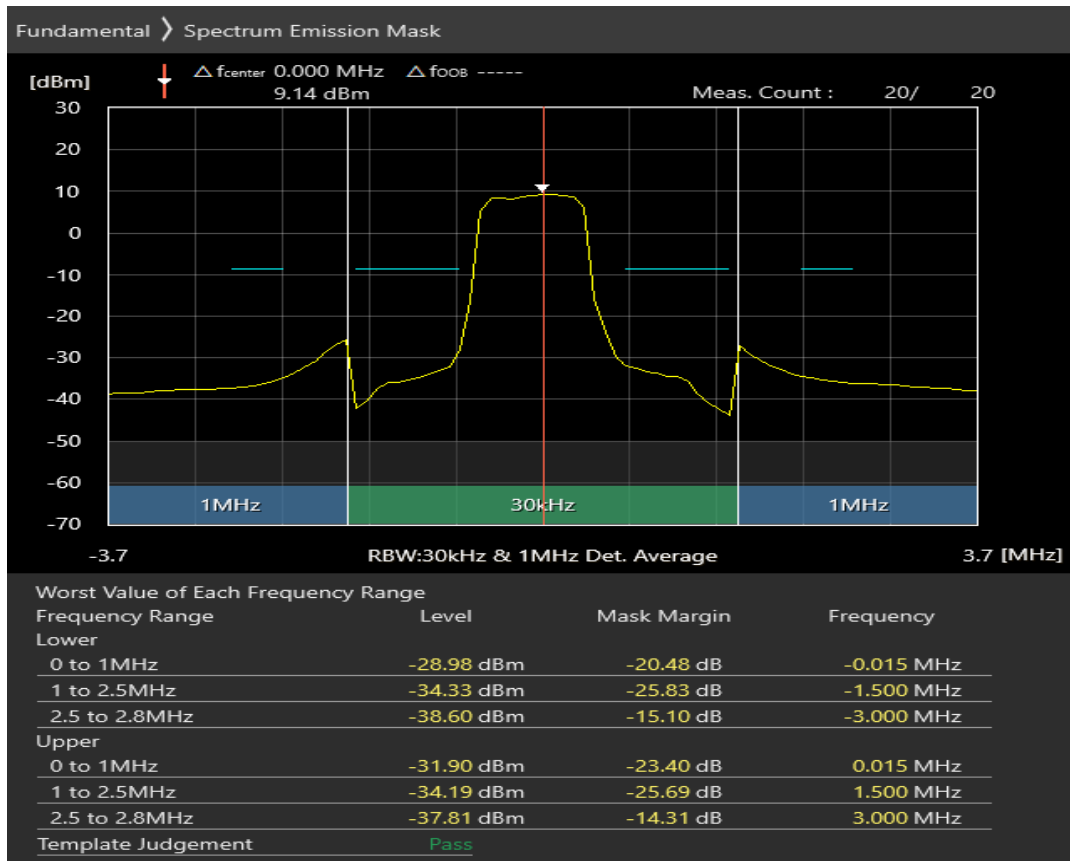 Fundamental ❯ Spectrum Emission Mask
△ fcenter 0.000 MHz △ fOOB -----
[dBm]
9.14 dBm Meas. Count : 20/ 20
30
20
10
0
-10
-20
-30
-40
-50
-60
1MHz 30kHz 1MHz
-70
-3.7 RBW:30kHz & 1MHz Det. Average 3.7 [MHz]
Worst Value of Each Frequency Range
Frequency Range Level Mask Margin Frequency
Lower
0 to 1MHz -28.98 dBm -20.48 dB -0.015 MHz
1 to 2.5MHz -34.33 dBm -25.83 dB -1.500 MHz
2.5 to 2.8MHz -38.60 dBm -15.10 dB -3.000 MHz
Upper
0 to 1MHz -31.90 dBm -23.40 dB 0.015 MHz
1 to 2.5MHz -34.19 dBm -25.69 dB 1.500 MHz
2.5 to 2.8MHz -37.81 dBm -14.31 dB 3.000 MHz
Template Judgement Pass